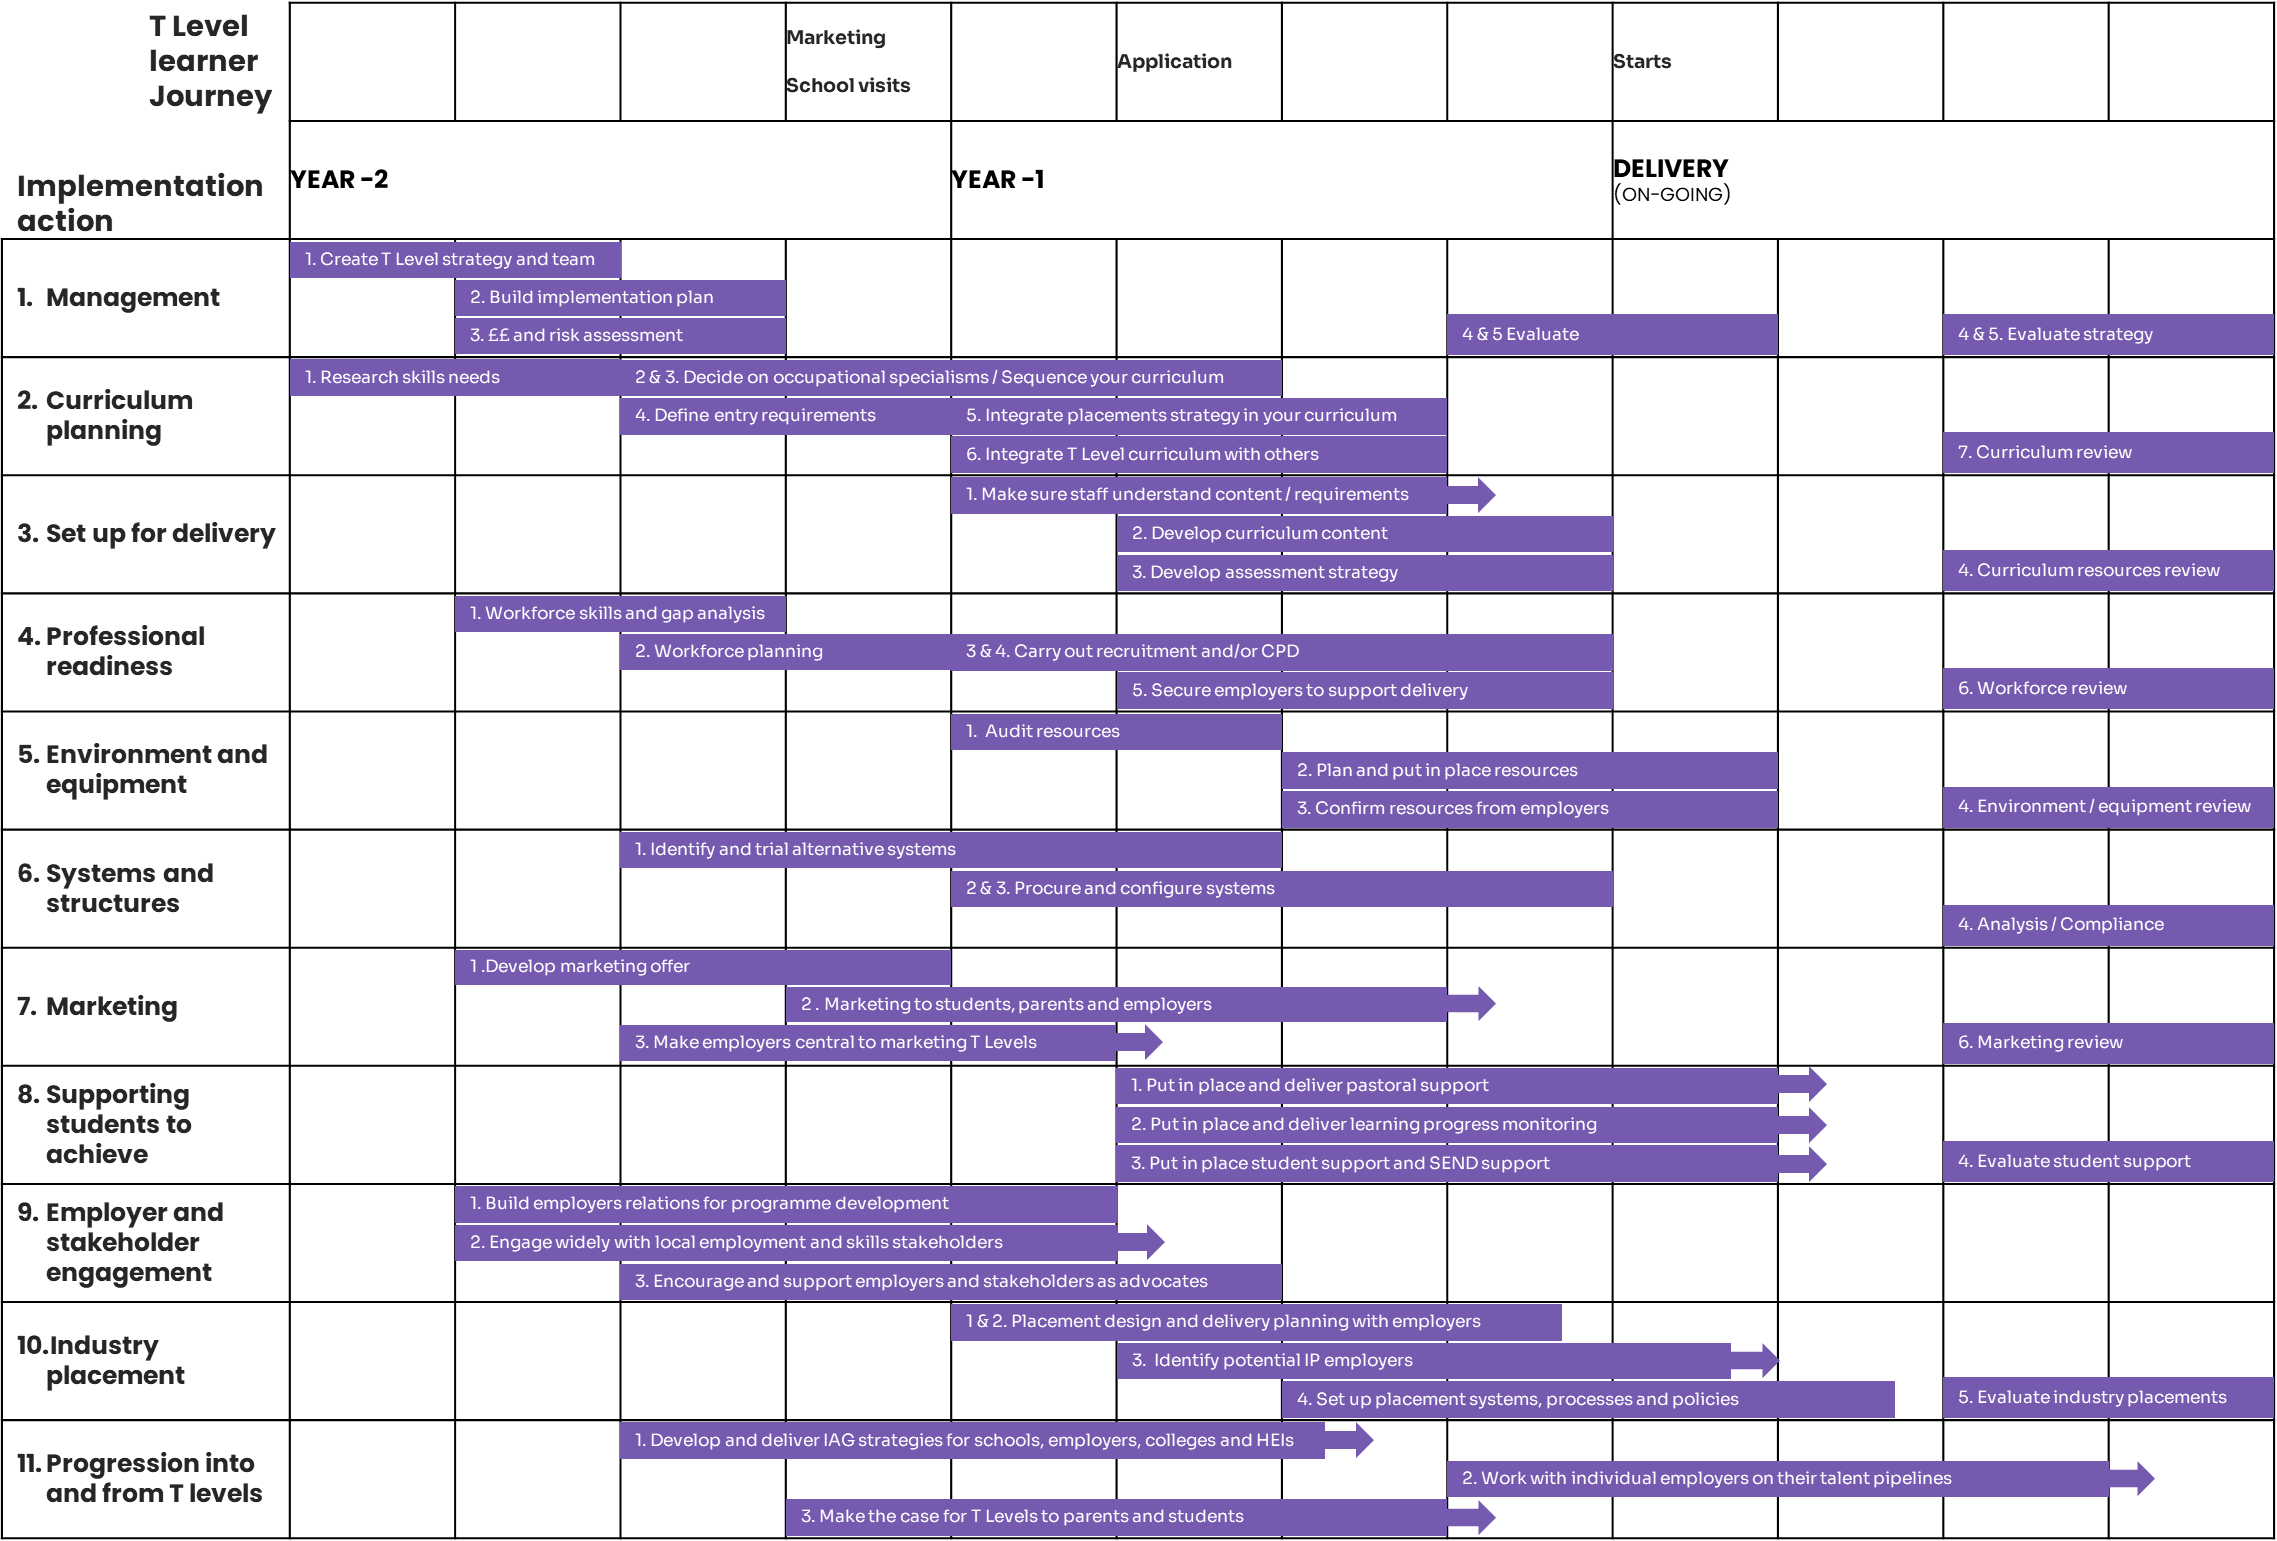 T Level
learner
Journey
Marketing
School visits
Application
Starts
Implementation
action
YEAR -2
YEAR -1
DELIVERY
(ON-GOING)
1. Management
1. Create T Level strategy and team
2. Build implementation plan
3. ££ and risk assessment
4 & 5 Evaluate
4 & 5. Evaluate strategy
2. Curriculum
planning
1. Research skills needs
2 & 3. Decide on occupational specialisms / Sequence your curriculum
4. Define entry requirements
5. Integrate placements strategy in your curriculum
6. Integrate T Level curriculum with others
7. Curriculum review
3. Set up for delivery
1. Make sure staff understand content / requirements
2. Develop curriculum content
3. Develop assessment strategy
4. Curriculum resources review
4. Professional
readiness
1. Workforce skills and gap analysis
2. Workforce planning
3 & 4. Carry out recruitment and/or CPD
5. Secure employers to support delivery
6. Workforce review
5. Environment and
equipment
1. Audit resources
2. Plan and put in place resources
3. Confirm resources from employers
4. Environment / equipment review
6. Systems and
structures
1. Identify and trial alternative systems
2 & 3. Procure and configure systems
4. Analysis / Compliance
7. Marketing
1 .Develop marketing offer
2 . Marketing to students, parents and employers
3. Make employers central to marketing T Levels
6. Marketing review
8. Supporting
students to
achieve
1. Put in place and deliver pastoral support
2. Put in place and deliver learning progress monitoring
3. Put in place student support and SEND support
4. Evaluate student support
9. Employer and
stakeholder
engagement
1. Build employers relations for programme development
2. Engage widely with local employment and skills stakeholders
3. Encourage and support employers and stakeholders as advocates
10.Industry
placement
1 & 2. Placement design and delivery planning with employers
3. Identify potential IP employers
4. Set up placement systems, processes and policies
5. Evaluate industry placements
11. Progression into
and from T levels
1. Develop and deliver IAG strategies for schools, employers, colleges and HEIs
2. Work with individual employers on their talent pipelines
3. Make the case for T Levels to parents and students